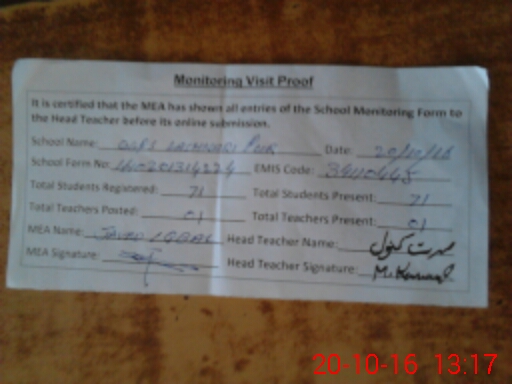 Monitoring Visit Proof
It is certified that the MEA has shown all entries of the School Monitoring Form to
the Head Teacher before its online submission.
School Name: Date: 20/10/16
School Form No: EMIS Code:
Total Students Registered: 71 Total Students Present: 71
Total Teachers Posted: 01 Total Teachers Present: 01
MEA Name: JAVED IQBAL Head Teacher Name: مسرت کنول
MEA Signature: Head Teacher Signature: M. Kanwal
20-10-16 13:17